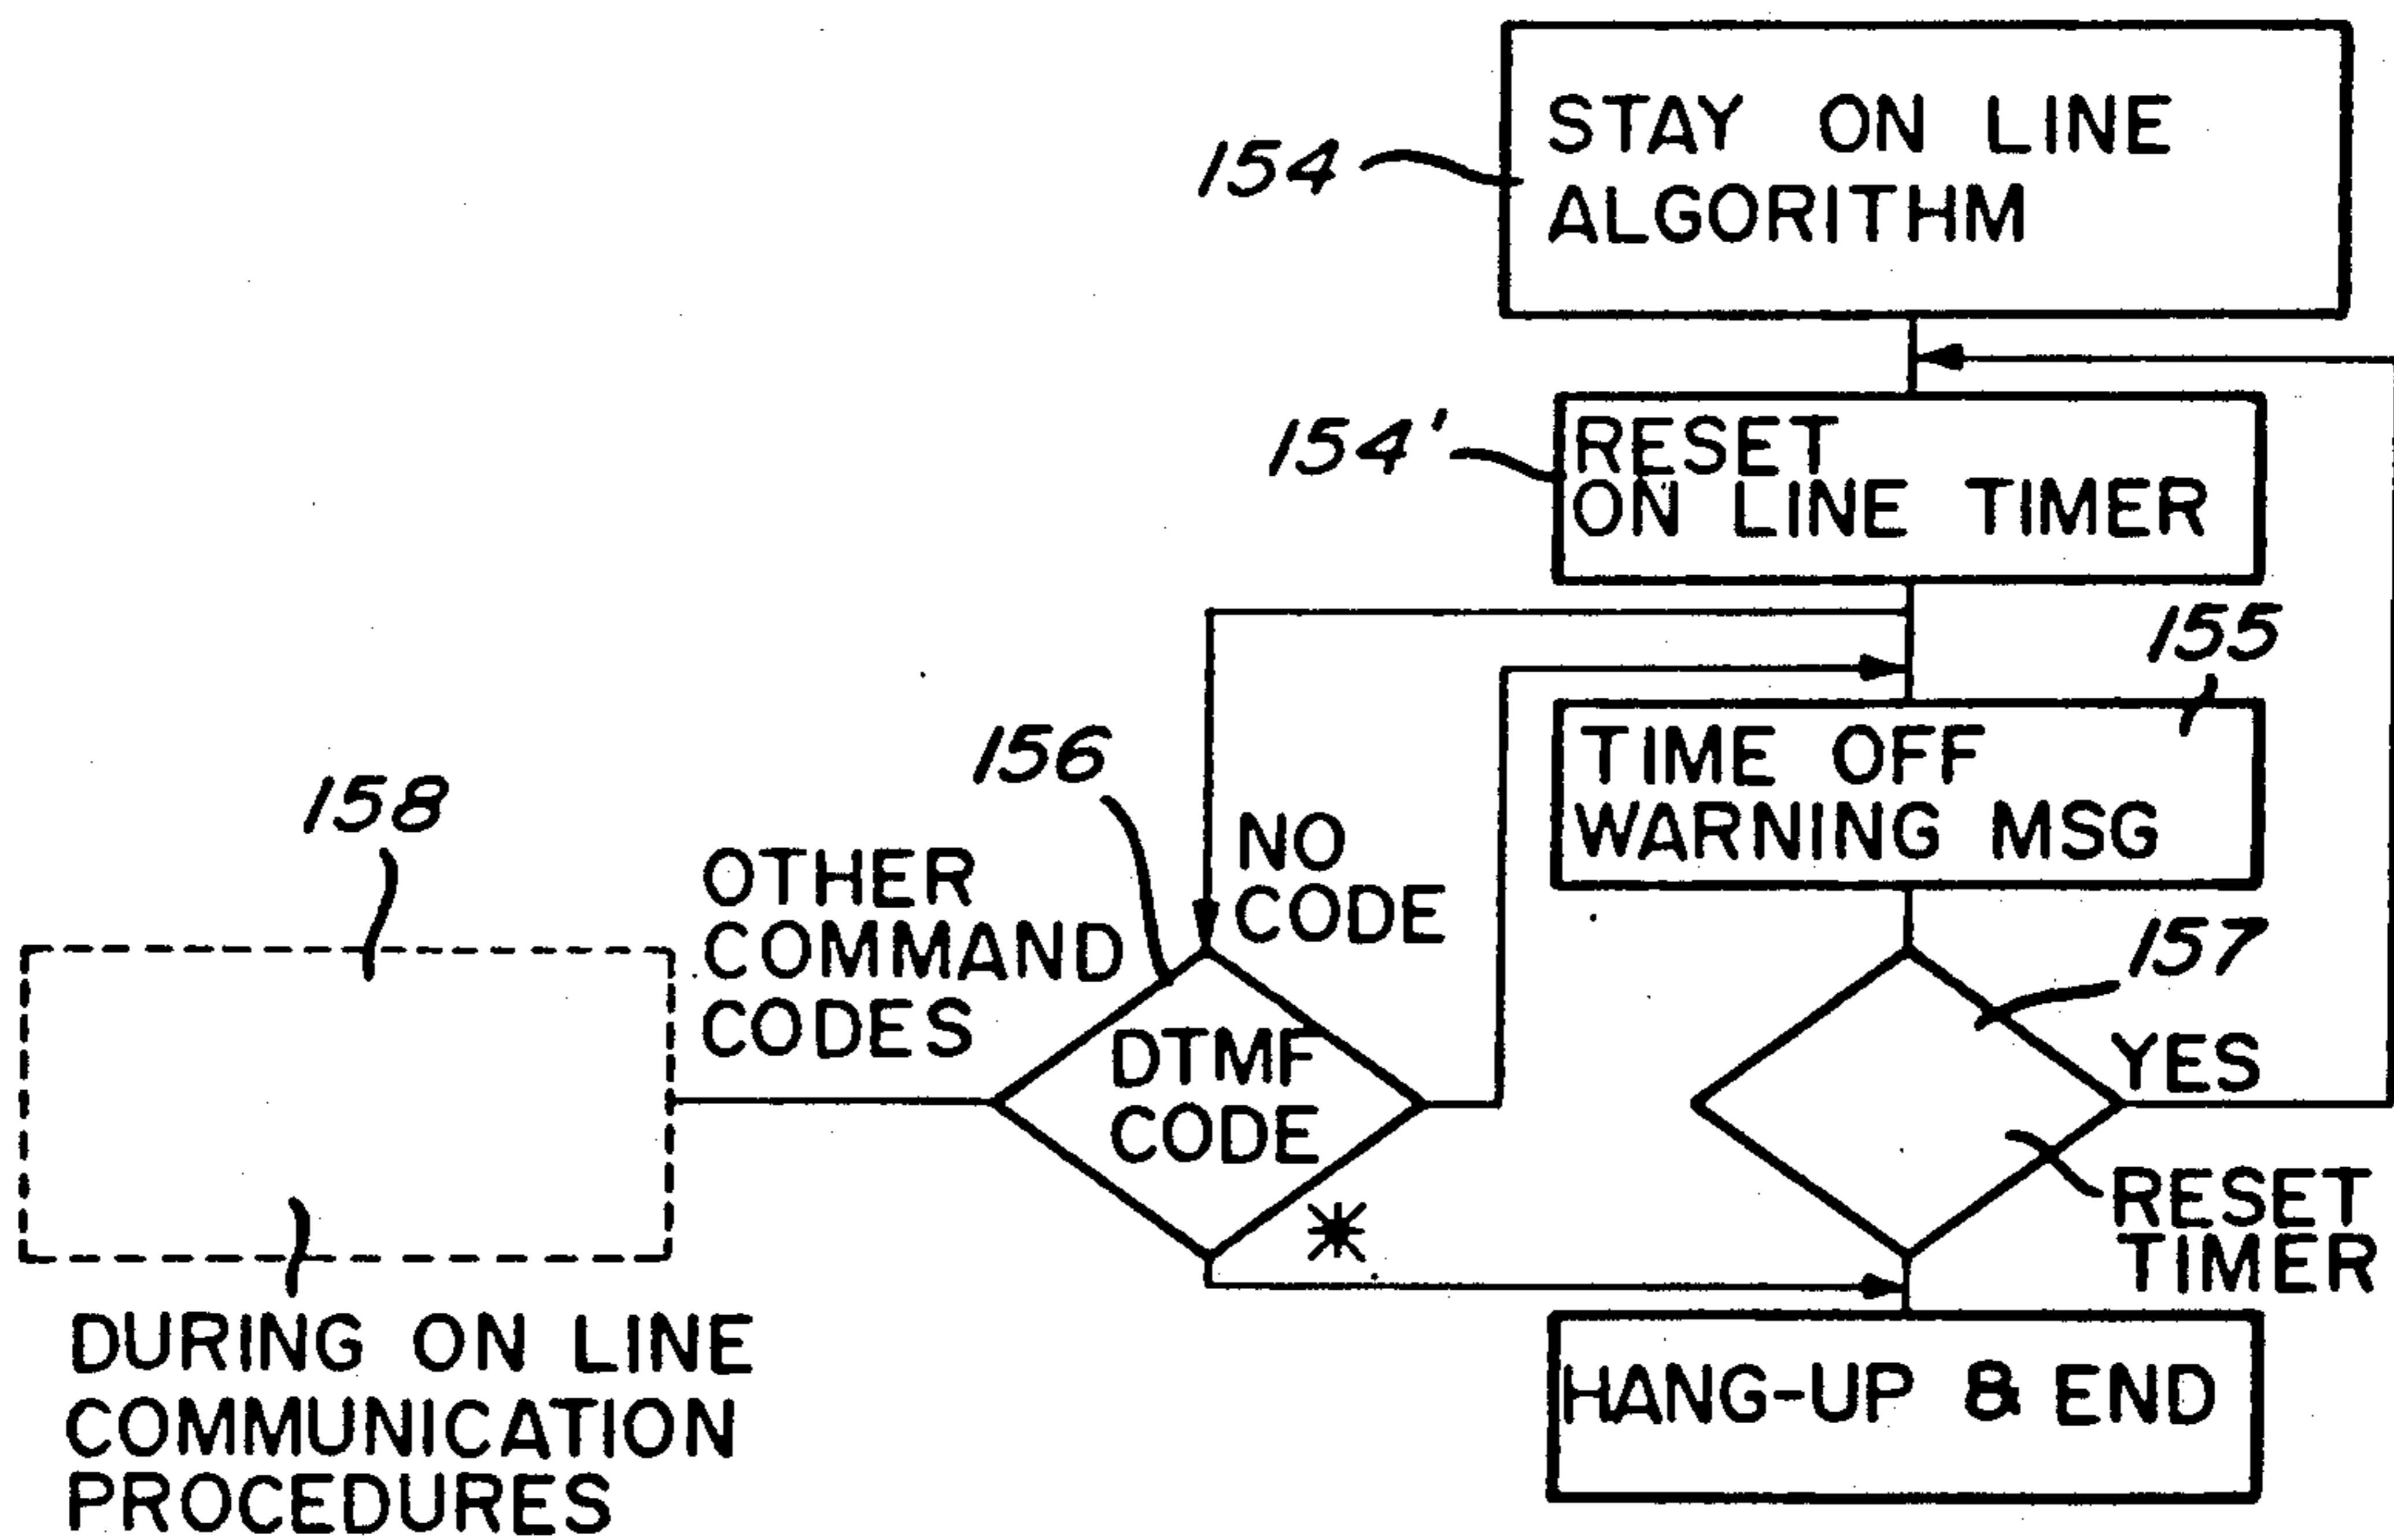 154
STAY ON LINE
ALGORITHM
154'
RESET
ON LINE TIMER
155
TIME OFF
WARNING MSG
156
NO
CODE
158
OTHER
COMMAND
CODES
DTMF
CODE
*
157
YES
RESET
TIMER
HANG-UP & END
DURING ON LINE
COMMUNICATION
PROCEDURES